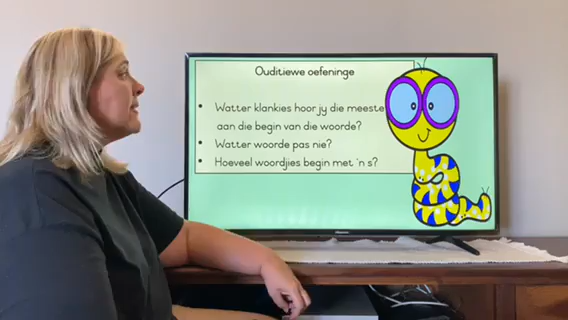 Ouditiewe oefeninge
• Watter klankies hoor jy die meeste
aan die begin van die woorde?
• Watter woorde pas nie?
• Hoeveel woordjies begin met 'n s?